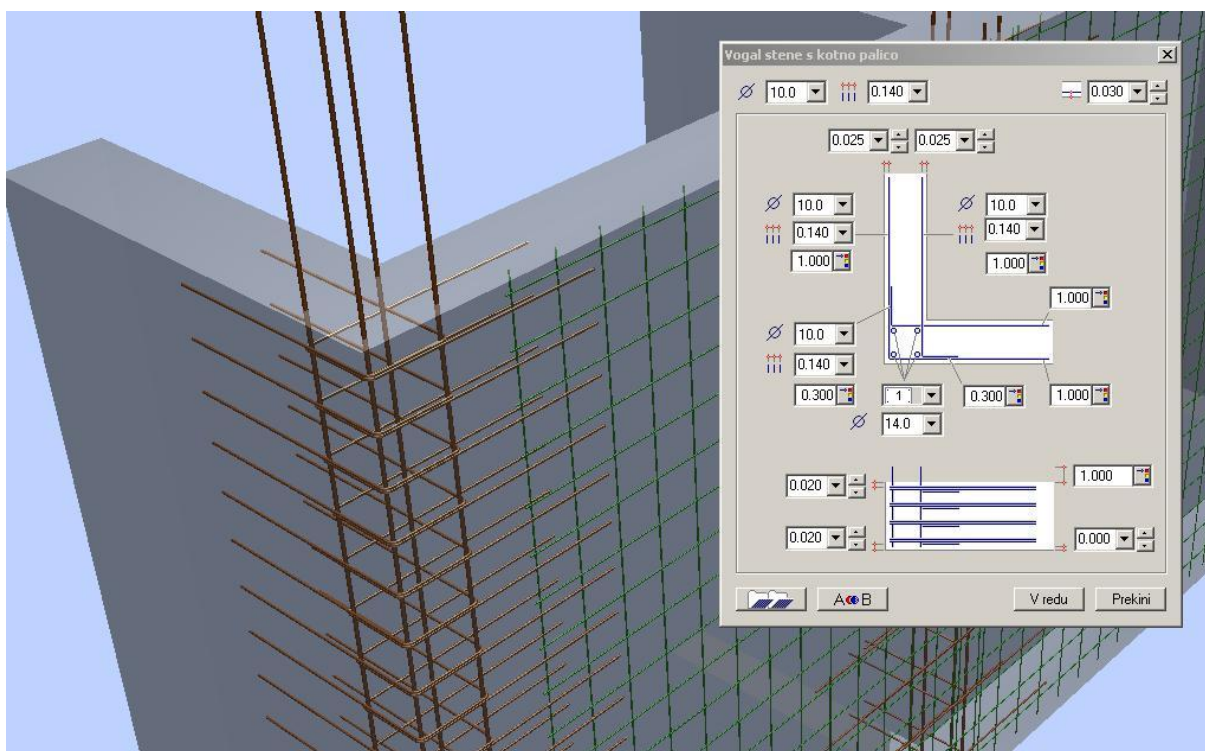 Vogal stene s kotno palico
Ø 10.0 0.140 0.030
0.025 0.025
Ø 10.0 Ø 10.0
0.140 0.140
1.000 1.000
1.000
Ø 10.0
0.140
0.300 1 0.300 1.000
Ø 14.0
0.020 1.000
0.020 0.000
A B V redu Prekini